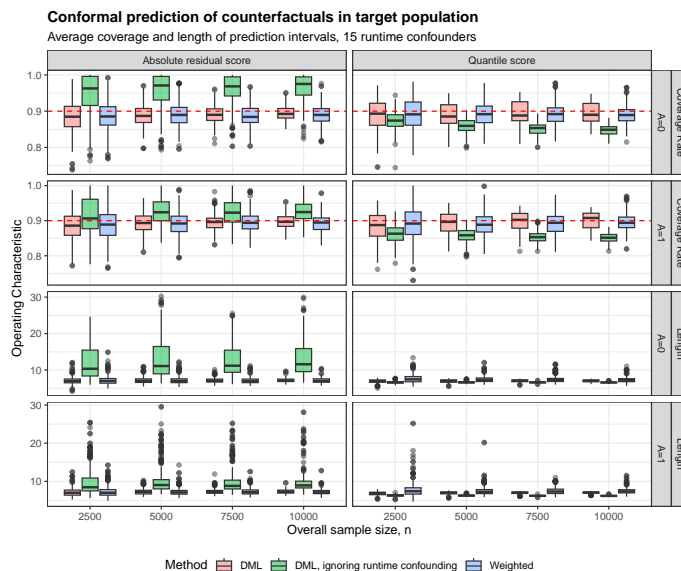 Conformal prediction of counterfactuals in target population
Average coverage and length of prediction intervals, 15 runtime confounders
Absolute residual score
Quantile score
Operating Characteristic
1.0
0.9
0.8
Coverage Rate
A=0
1.0
0.9
0.8
Coverage Rate
A=1
30
20
10
Length
A=0
30
20
10
Length
A=1
2500 5000 7500 10000
2500 5000 7500 10000
Overall sample size, n
Method DML DML, ignoring runtime confounding Weighted